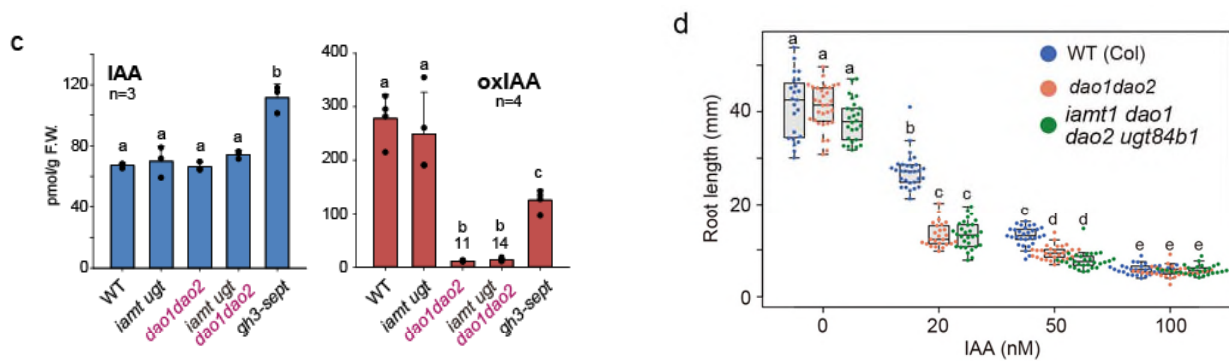 c
IAA
n=3
pmol/g F.W.
120
80
40
0
a
a
a
a
b
WT
iamt ugt
dao1dao2
iamt ugt
dao1dao2
gh3-sept
oxIAA
n=4
400
300
200
100
0
a
a
b
11
b
14
c
WT
iamt ugt
dao1dao2
iamt ugt
dao1dao2
gh3-sept
d
WT (Col)
dao1dao2
iamt1 dao1
dao2 ugt84b1
Root length (mm)
40
20
0
a
a
a
b
c
c
c
d
d
e
e
e
0
20
50
100
IAA (nM)